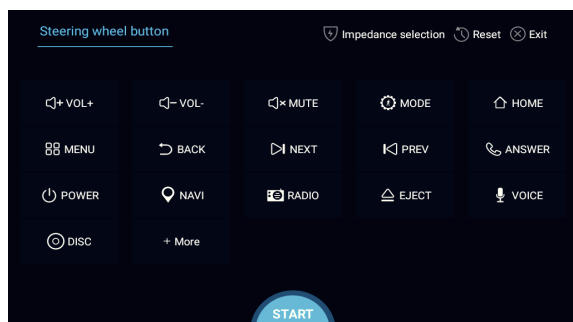 Steering wheel button
Impedance selection Reset Exit
VOL+ VOL- MUTE MODE HOME
MENU BACK NEXT PREV ANSWER
POWER NAVI RADIO EJECT VOICE
DISC + More
START